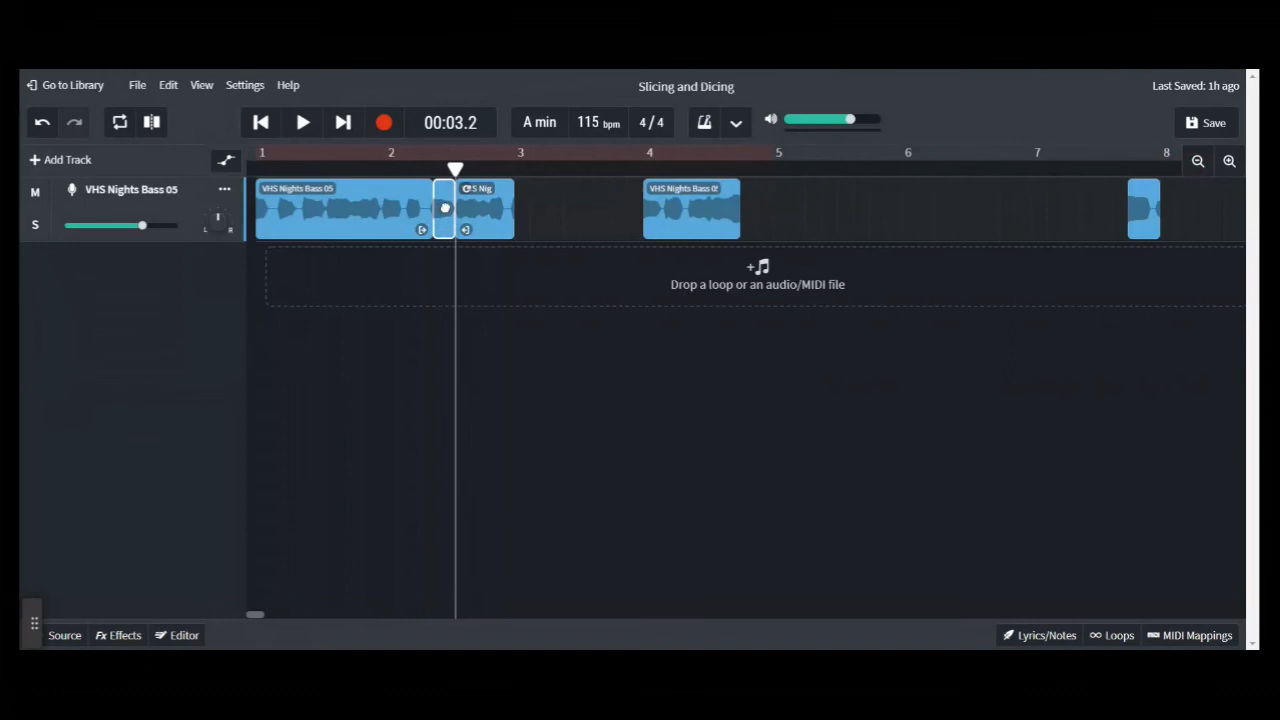 Go to Library File Edit View Settings Help Slicing and Dicing Last Saved: 1h ago
00:03.2 A min 115 bpm 4 / 4 Save
+ Add Track 1 2 3 4 5 6 7 8
M VHS Nights Bass 05 ... VHS Nights Bass 05 S Nig VHS Nights Bass 0
S L R
Drop a loop or an audio/MIDI file
Source Fx Effects Editor Lyrics/Notes Loops MIDI Mappings